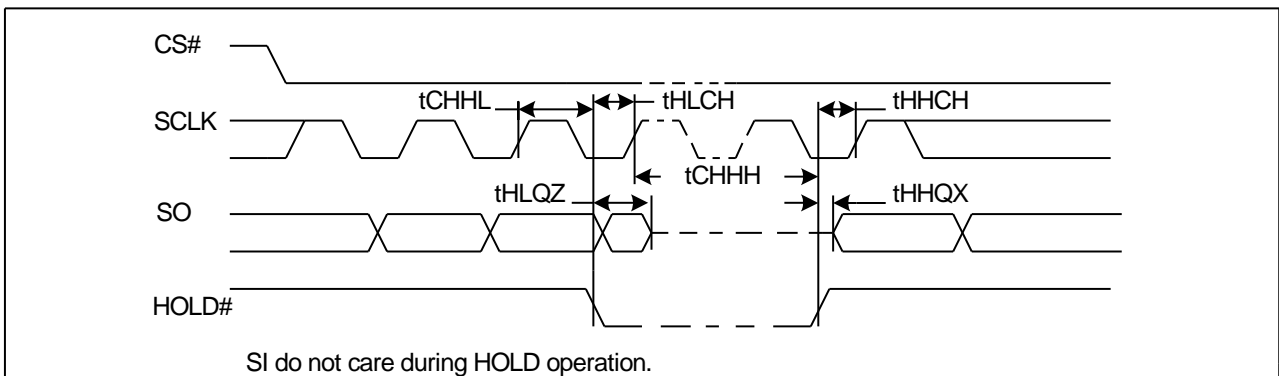 CS#
tCHHL
tHLCH
tHHCH
SCLK
tCHHH
tHLQZ
tHHQX
SO
HOLD#
SI do not care during HOLD operation.